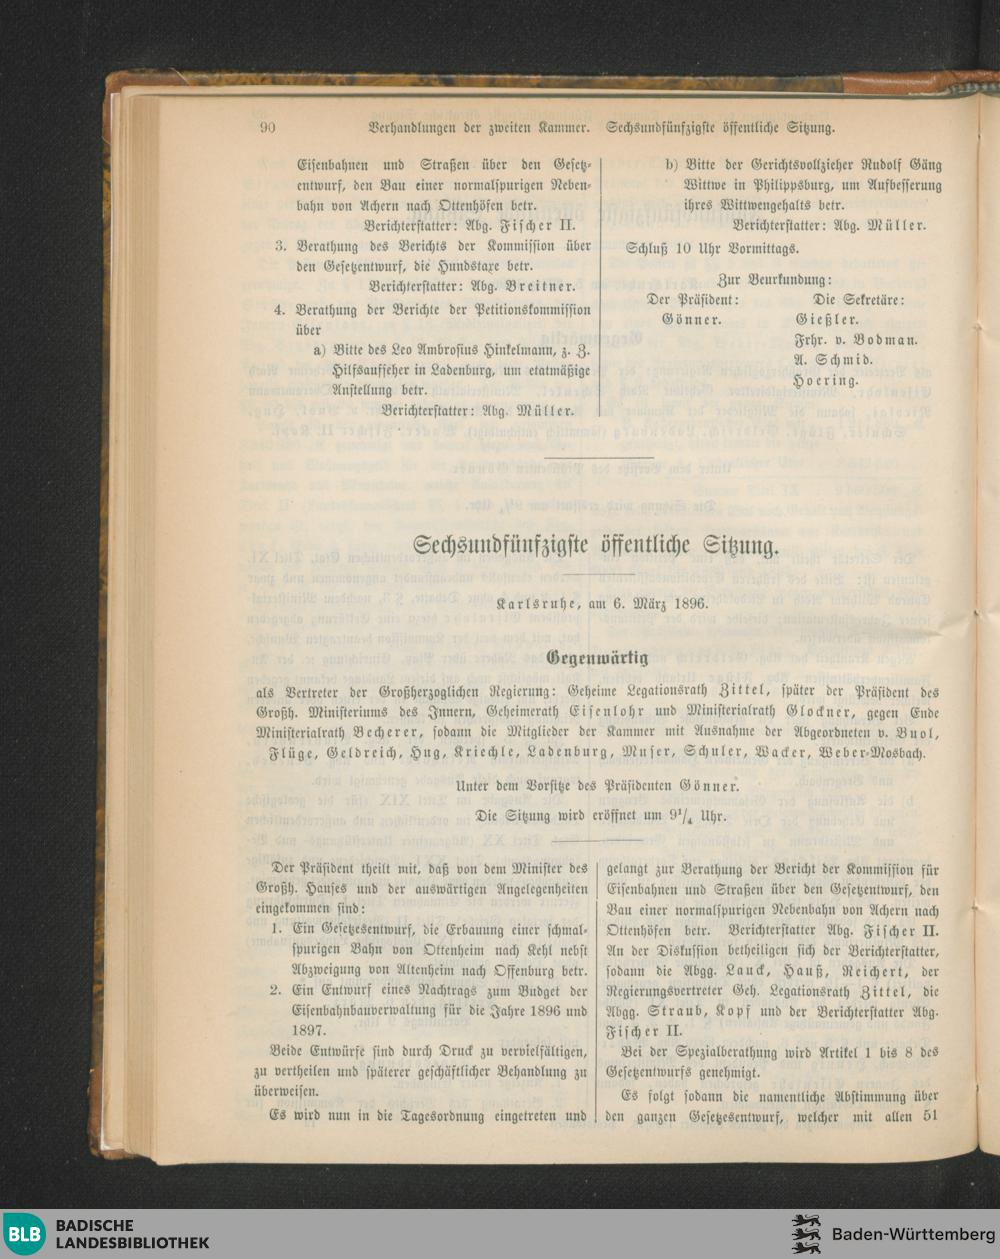 90 Verhandlungen der zweiten Kammer. Sechsundfünfzigste öffentliche Sitzung.
Eisenbahnen und Straßen über den Gesetz-
entwurf, den Bau einer normalspurigen Neben-
bahn von Achern nach Ottenhöfen betr.
Berichterstatter: Abg. Fischer II.
3. Berathung des Berichts der Kommission über
den Gesetzentwurf, die Hundstaxe betr.
Berichterstatter: Abg. Breitner.
4. Berathung der Berichte der Petitionskommission
über
a) Bitte des Leo Ambrosius Hinkelmann, z. Z.
Hilfsaufseher in Ladenburg, um etatmäßige
Anstellung betr.
Berichterstatter: Abg. Müller.
b) Bitte der Gerichtsvollzieher Rudolf Gäng
Wittwe in Philippsburg, um Aufbesserung
ihres Wittwengehalts betr.
Berichterstatter: Abg. Müller.
Schluß 10 Uhr Vormittags.
Zur Beurkundung:
Der Präsident: Die Sekretäre:
Gönner. Gießler.
Frhr. v. Bodman.
A. Schmid.
Hoering.
Sechsundfünfzigste öffentliche Sitzung.
Karlsruhe, am 6. März 1896.
Gegenwärtig
als Vertreter der Großherzoglichen Regierung: Geheime Legationsrath Zittel, später der Präsident des
Großh. Ministeriums des Innern, Geheimerath Eisenlohr und Ministerialrath Glockner, gegen Ende
Ministerialrath Becherer, sodann die Mitglieder der Kammer mit Ausnahme der Abgeordneten v. Buol,
Flüge, Geldreich, Hug, Kriechle, Ladenburg, Muser, Schuler, Wacker, Weber-Mosbach.
Unter dem Vorsitze des Präsidenten Gönner.
Die Sitzung wird eröffnet um 9¼ Uhr.
Der Präsident theilt mit, daß von dem Minister des
Großh. Hauses und der auswärtigen Angelegenheiten
eingekommen sind:
1. Ein Gesetzesentwurf, die Erbauung einer schmal-
spurigen Bahn von Ottenheim nach Kehl nebst
Abzweigung von Altenheim nach Offenburg betr.
2. Ein Entwurf eines Nachtrags zum Budget der
Eisenbahnbauverwaltung für die Jahre 1896 und
1897.
Beide Entwürfe sind durch Druck zu vervielfältigen,
zu vertheilen und späterer geschäftlicher Behandlung zu
überweisen.
Es wird nun in die Tagesordnung eingetreten und
gelangt zur Berathung der Bericht der Kommission für
Eisenbahnen und Straßen über den Gesetzentwurf, den
Bau einer normalspurigen Nebenbahn von Achern nach
Ottenhöfen betr. Berichterstatter Abg. Fischer II.
An der Diskussion betheiligen sich der Berichterstatter,
sodann die Abgg. Lauck, Hauß, Reichert, der
Regierungsvertreter Geh. Legationsrath Zittel, die
Abgg. Straub, Kopf und der Berichterstatter Abg.
Fischer II.
Bei der Spezialberathung wird Artikel 1 bis 8 des
Gesetzentwurfs genehmigt.
Es folgt sodann die namentliche Abstimmung über
den ganzen Gesetzesentwurf, welcher mit allen 51
BLB BADISCHE
LANDESBIBLIOTHEK
Baden-Württemberg